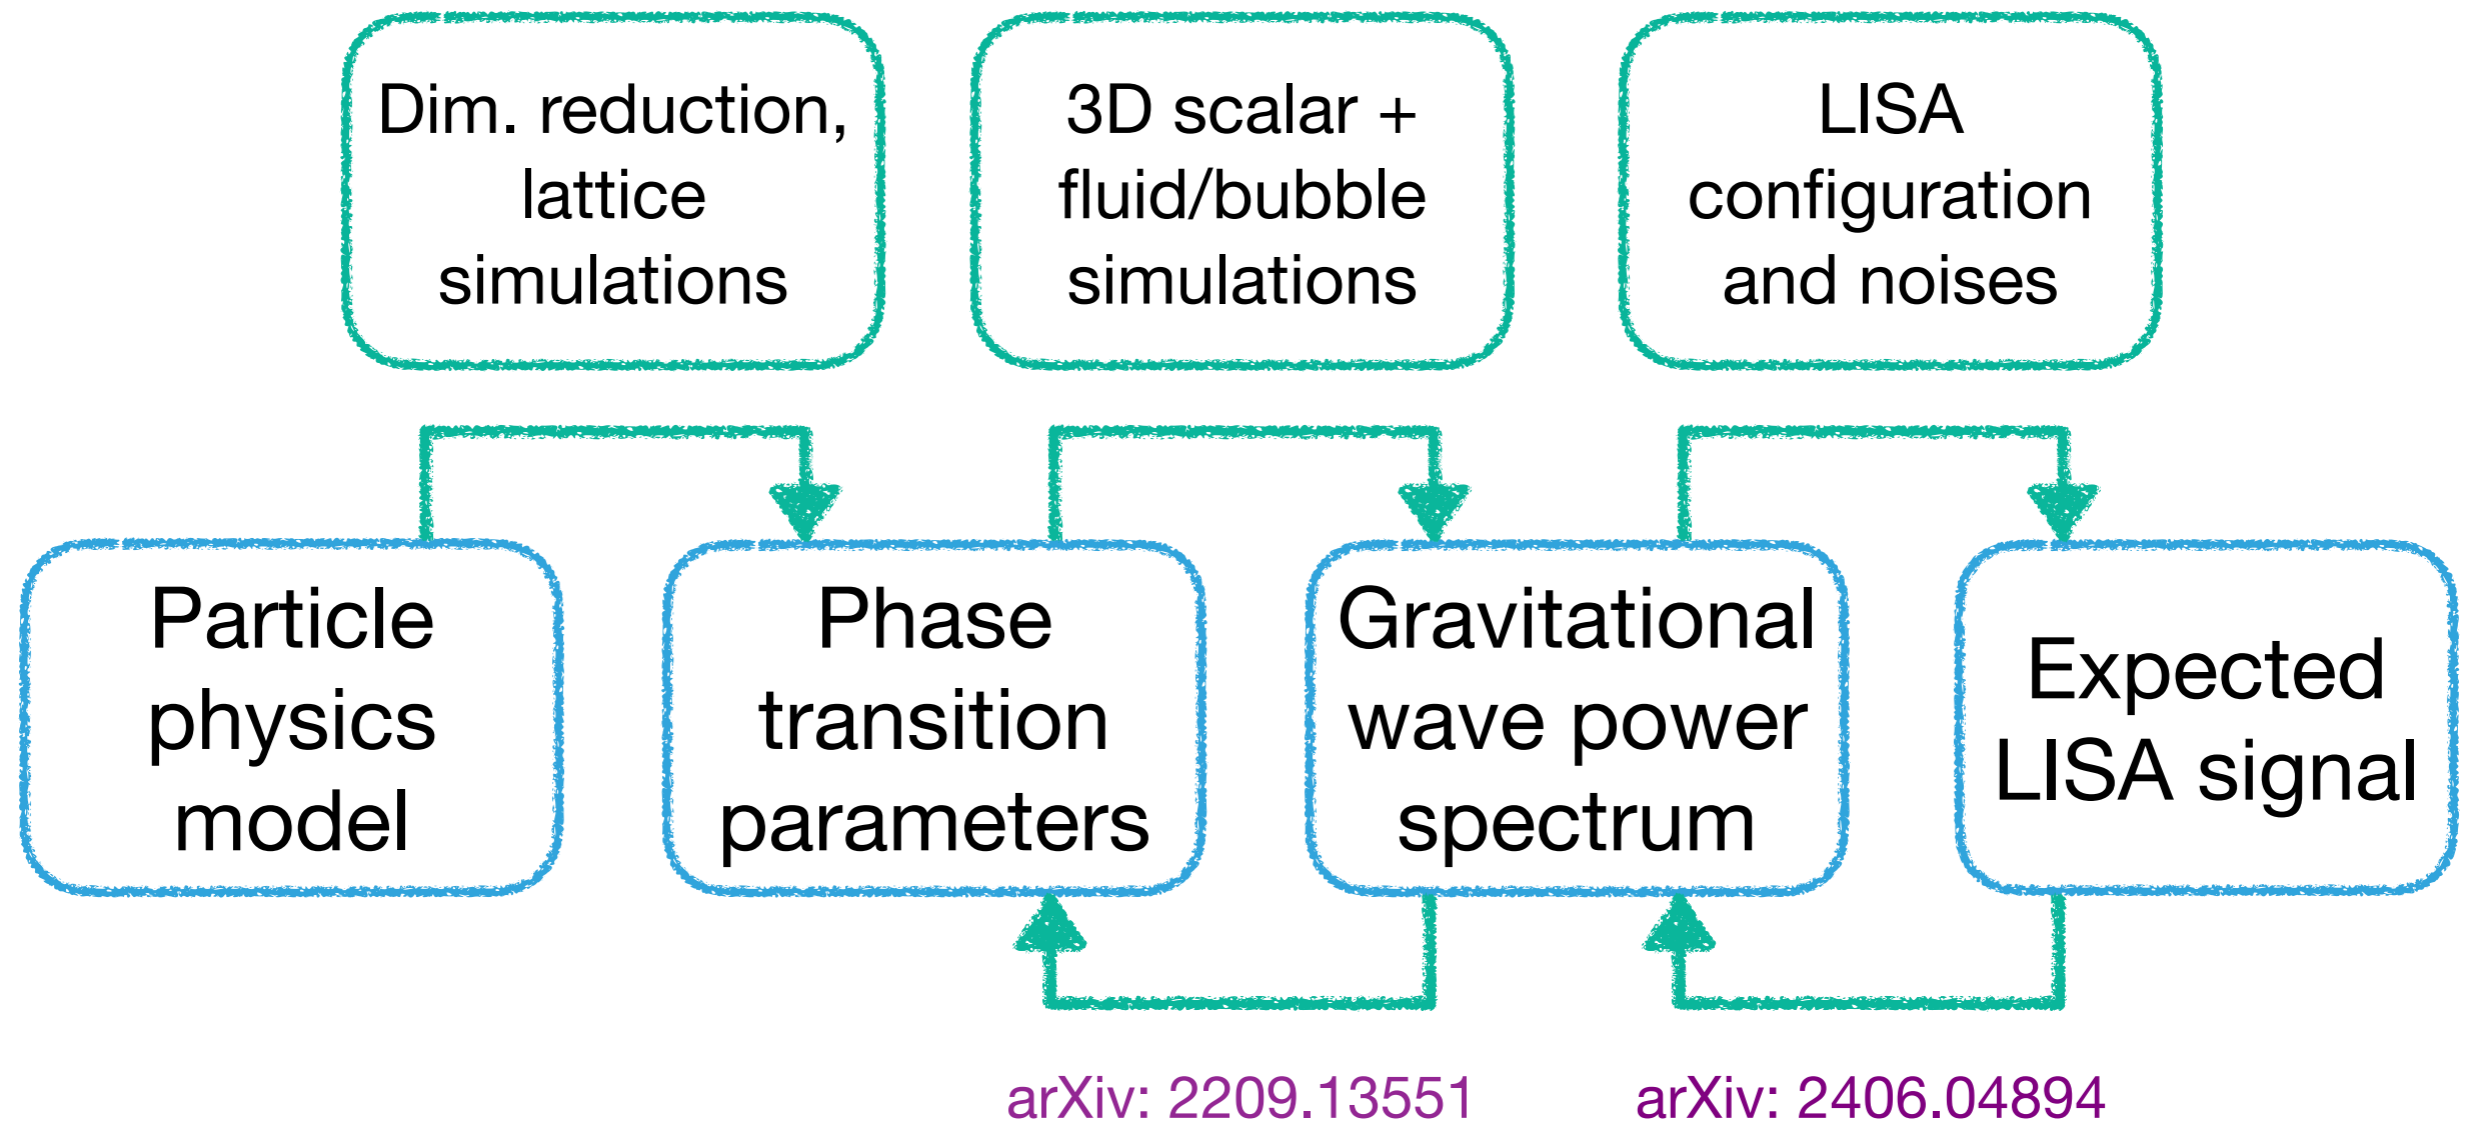 Dim. reduction,
lattice
simulations
3D scalar +
fluid/bubble
simulations
LISA
configuration
and noises
Particle
physics
model
Phase
transition
parameters
Gravitational
wave power
spectrum
Expected
LISA signal
arXiv: 2209.13551
arXiv: 2406.04894